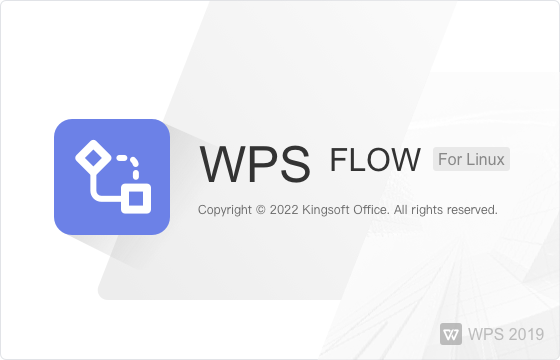 WPS FLOW For Linux
Copyright © 2022 Kingsoft Office. All rights reserved.
WPS 2019